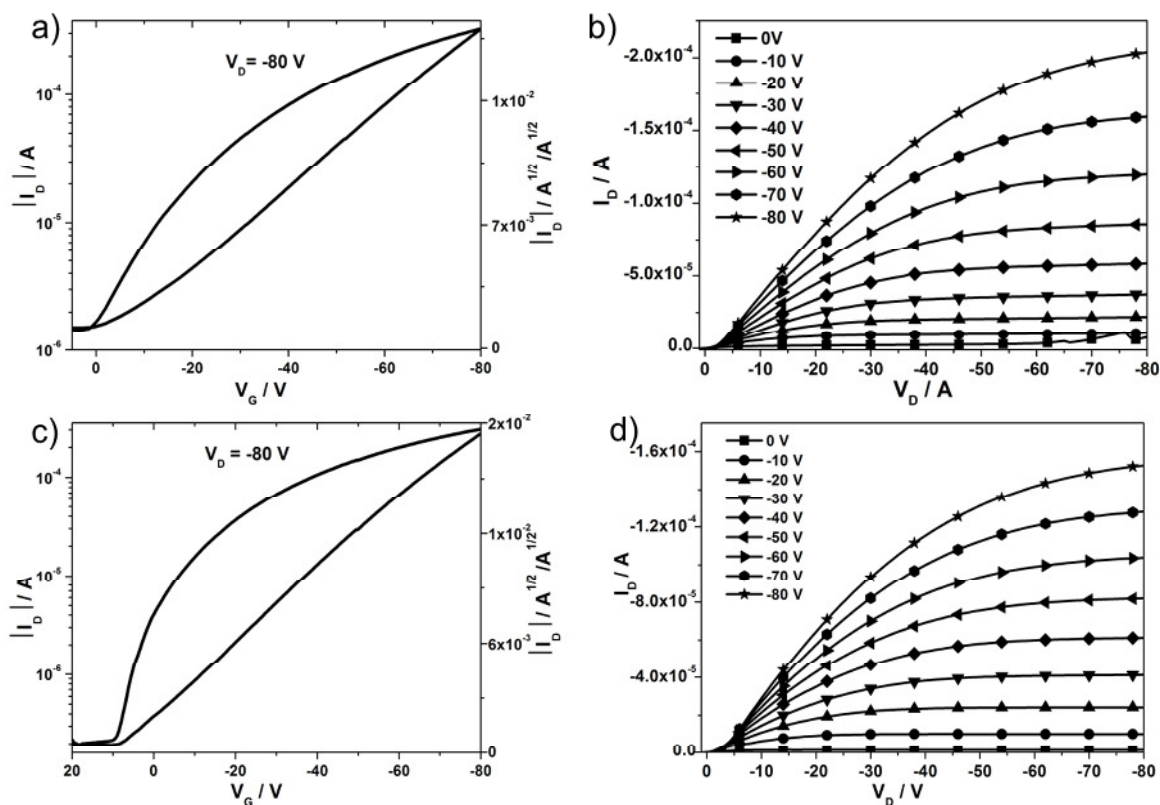 a)
V_D= -80 V
|I_D| / A
10⁻⁴
10⁻⁵
10⁻⁶
1x10⁻²
7x10⁻³
0
|I_D| / A^1/2 /A^1/2
0 -20 -40 -60 -80
V_G / V
b)
0V
-10 V
-20 V
-30 V
-40 V
-50 V
-60 V
-70 V
-80 V
I_D / A
-2.0x10⁻⁴
-1.5x10⁻⁴
-1.0x10⁻⁴
-5.0x10⁻⁵
0.0
0 -10 -20 -30 -40 -50 -60 -70 -80
V_D / A
c)
V_D = -80 V
|I_D| / A
10⁻⁴
10⁻⁵
10⁻⁶
2x10⁻²
1x10⁻²
6x10⁻³
0
|I_D| / A^1/2 /A^1/2
20 0 -20 -40 -60 -80
V_G / V
d)
0 V
-10 V
-20 V
-30 V
-40 V
-50 V
-60 V
-70 V
-80 V
I_D / A
-1.6x10⁻⁴
-1.2x10⁻⁴
-8.0x10⁻⁵
-4.0x10⁻⁵
0.0
0 -10 -20 -30 -40 -50 -60 -70 -80
V_D / V